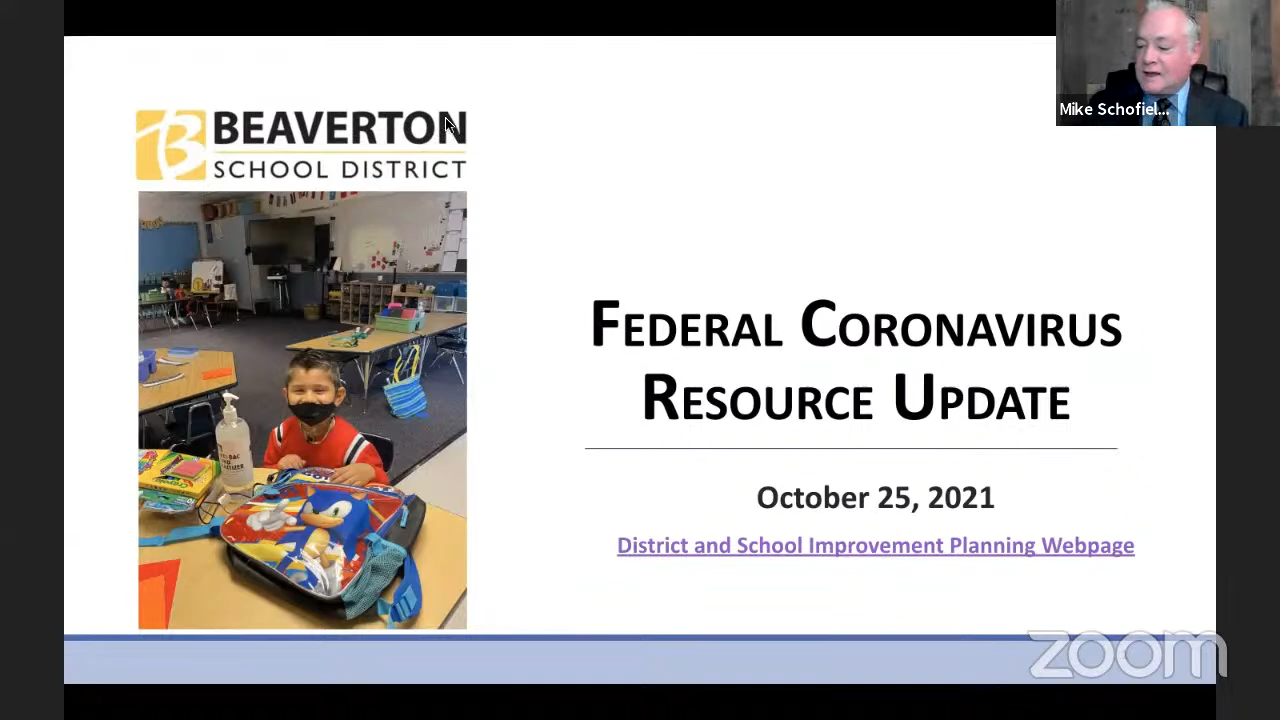 Mike Schofiel...
BEAVERTON
SCHOOL DISTRICT
FEDERAL CORONAVIRUS
RESOURCE UPDATE
October 25, 2021
District and School Improvement Planning Webpage
zoom